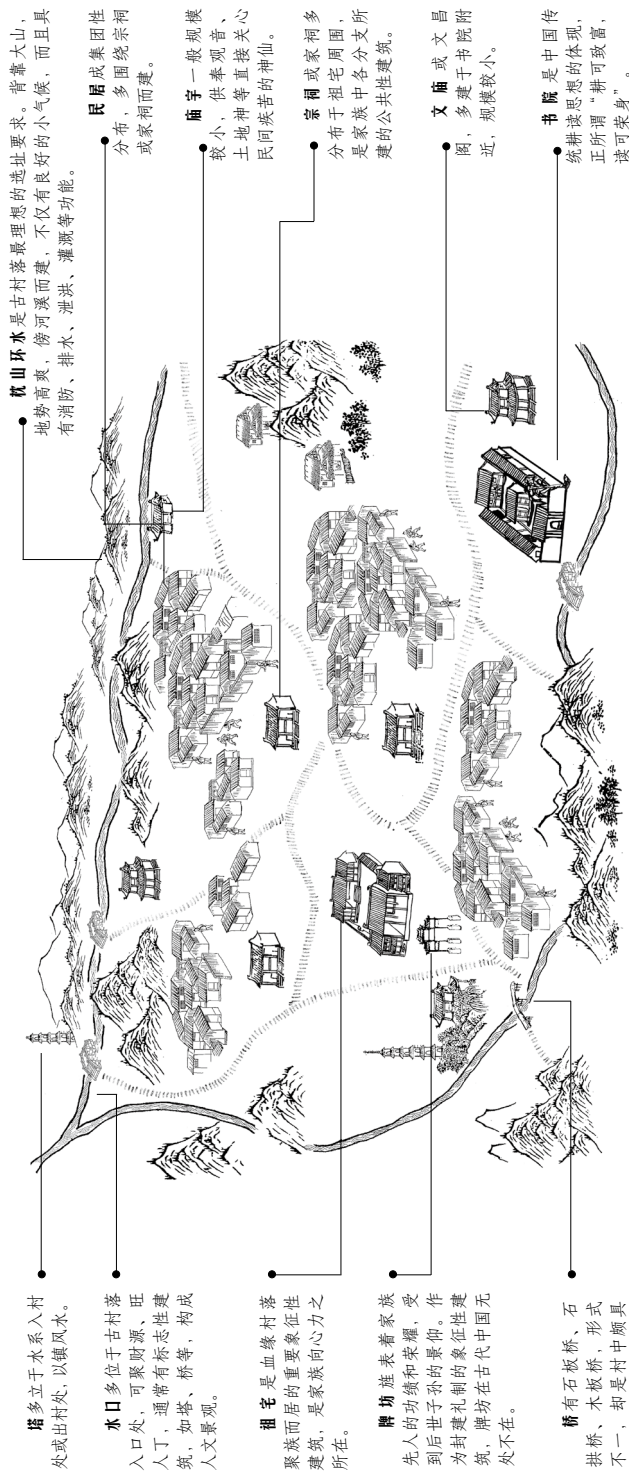 塔 多立于水系入村
处或出村处，以镇风水。
水口 多位于古村落
入口处，可聚财源、旺
人丁，通常有标志性建
筑，如塔、桥等，构成
人文景观。
祖宅 是血缘村落
聚族而居的重要象征性
建筑，是家族向心力之
所在。
牌坊 旌表着家族
先人的功绩和荣耀，受
到后世子孙的景仰。作
为封建礼制的象征性建
筑，牌坊在古代中国无
处不在。
桥 有石板桥、石
拱桥、木板桥，形式
不一，却是村中颇具
枕山环水 是古村落最理想的选址要求。背靠大山，
地势高爽，傍河溪而建，不仅有良好的小气候，而且具
有消防、排水、泄洪、灌溉等功能。
民居 成集团性
分布，多围绕宗祠
或家祠而建。
庙宇 一般规模
较小，供奉观音、
土地神等直接关心
民间疾苦的神仙。
宗祠 或家祠多
分布于祖宅周围，
是家族中各分支所
建的公共性建筑。
文庙 或文昌
阁，多建于书院附
近，规模较小。
书院 是中国传
统耕读思想的体现，
正所谓“耕可致富，
读可荣身”。